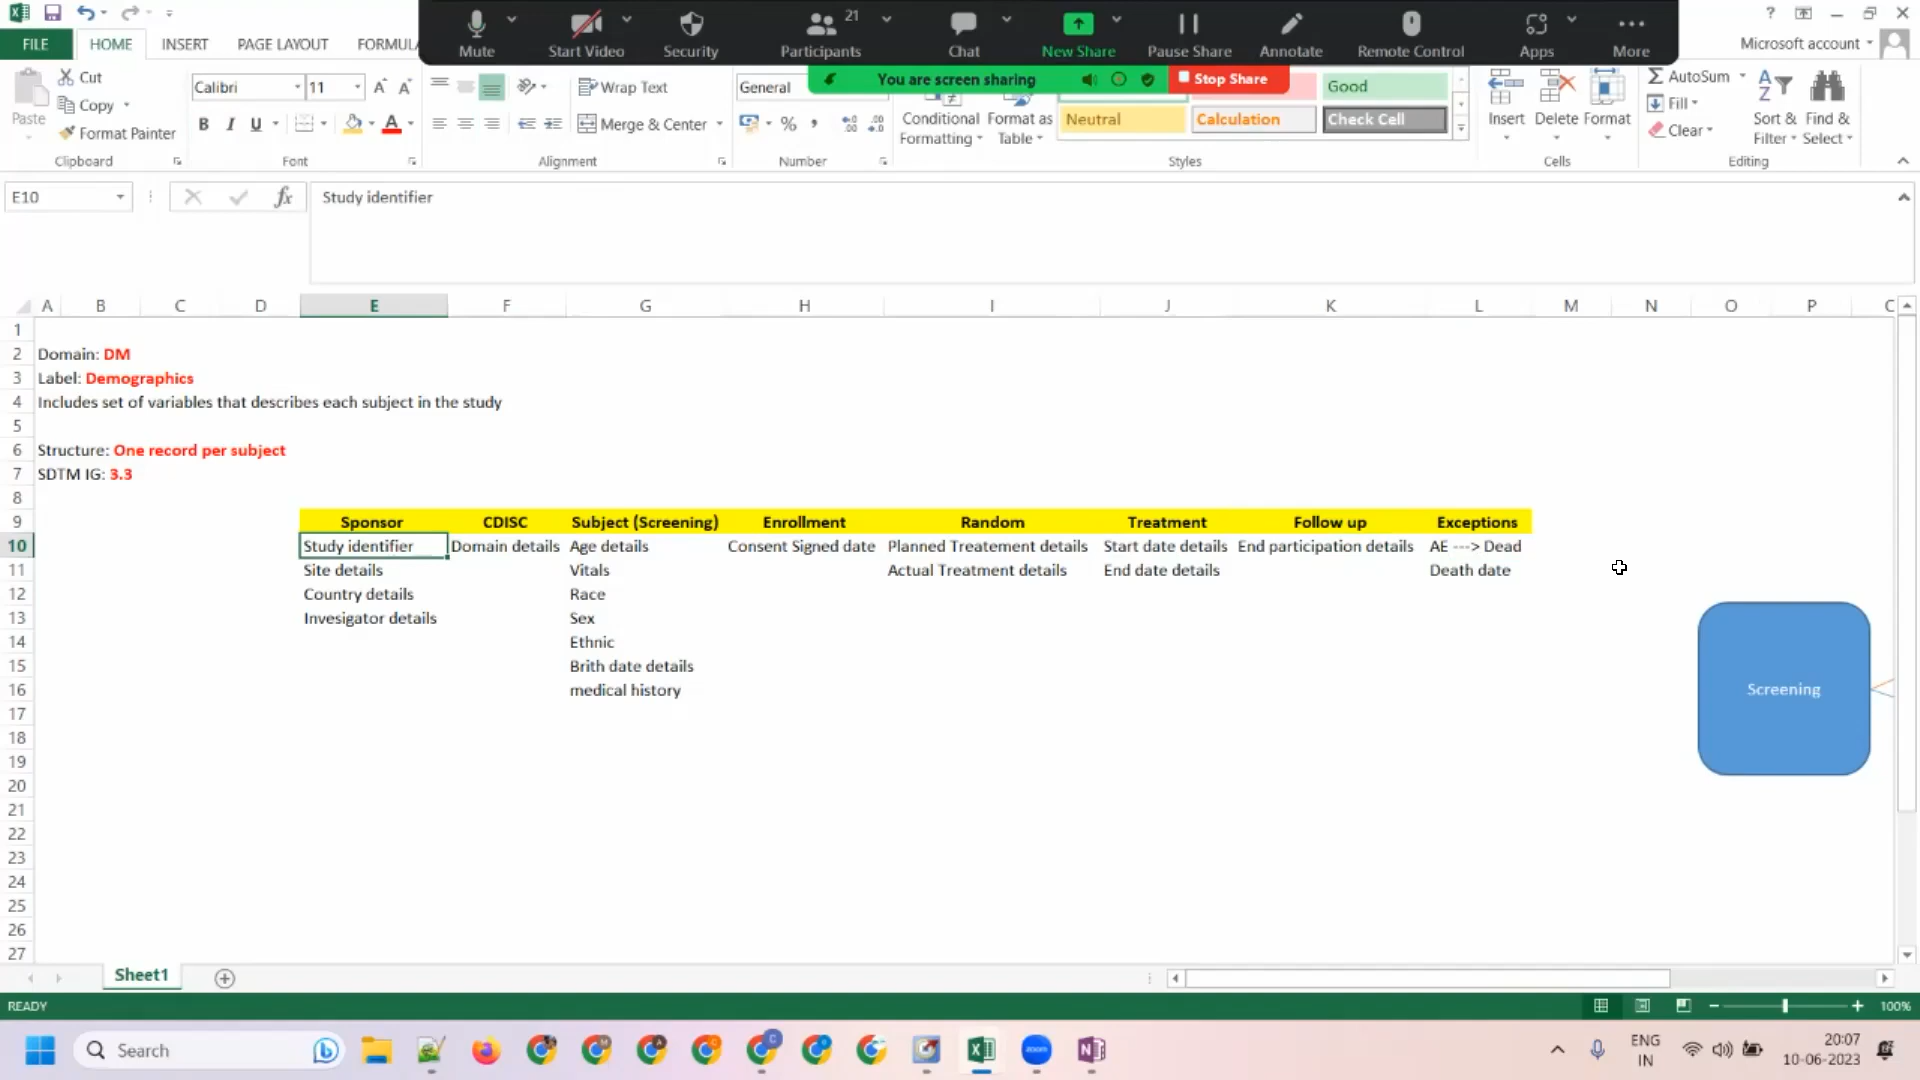 Mute
Start Video
Security
21
Participants
Chat
New Share
Pause Share
Annotate
Remote Control
Apps
More
You are screen sharing
Stop Share
FILE
HOME
INSERT
PAGE LAYOUT
FORMULA
Microsoft account
Paste
Cut
Copy
Format Painter
Clipboard
Calibri
11
B I U
Font
Wrap Text
Merge & Center
Alignment
General
%
Number
Conditional Formatting
Format as Table
Good
Neutral
Calculation
Check Cell
Styles
Insert
Delete
Format
Cells
AutoSum
Fill
Clear
Sort & Filter
Find & Select
Editing
E10
fx
Study identifier
A B C D E F G H I J K L M N O P
1
2 Domain: DM
3 Label: Demographics
4 Includes set of variables that describes each subject in the study
5
6 Structure: One record per subject
7 SDTM IG: 3.3
8
9 Sponsor CDISC Subject (Screening) Enrollment Random Treatment Follow up Exceptions
10 Study identifier Domain details Age details Consent Signed date Planned Treatement details Start date details End participation details AE ---> Dead
11 Site details Vitals Actual Treatment details End date details Death date
12 Country details Race
13 Invesigator details Sex
14 Ethnic
15 Brith date details
16 medical history
Screening
17
18
19
20
21
22
23
24
25
26
27
Sheet1
READY
100%
Search
zoom
ENG
IN
20:07
10-06-2023